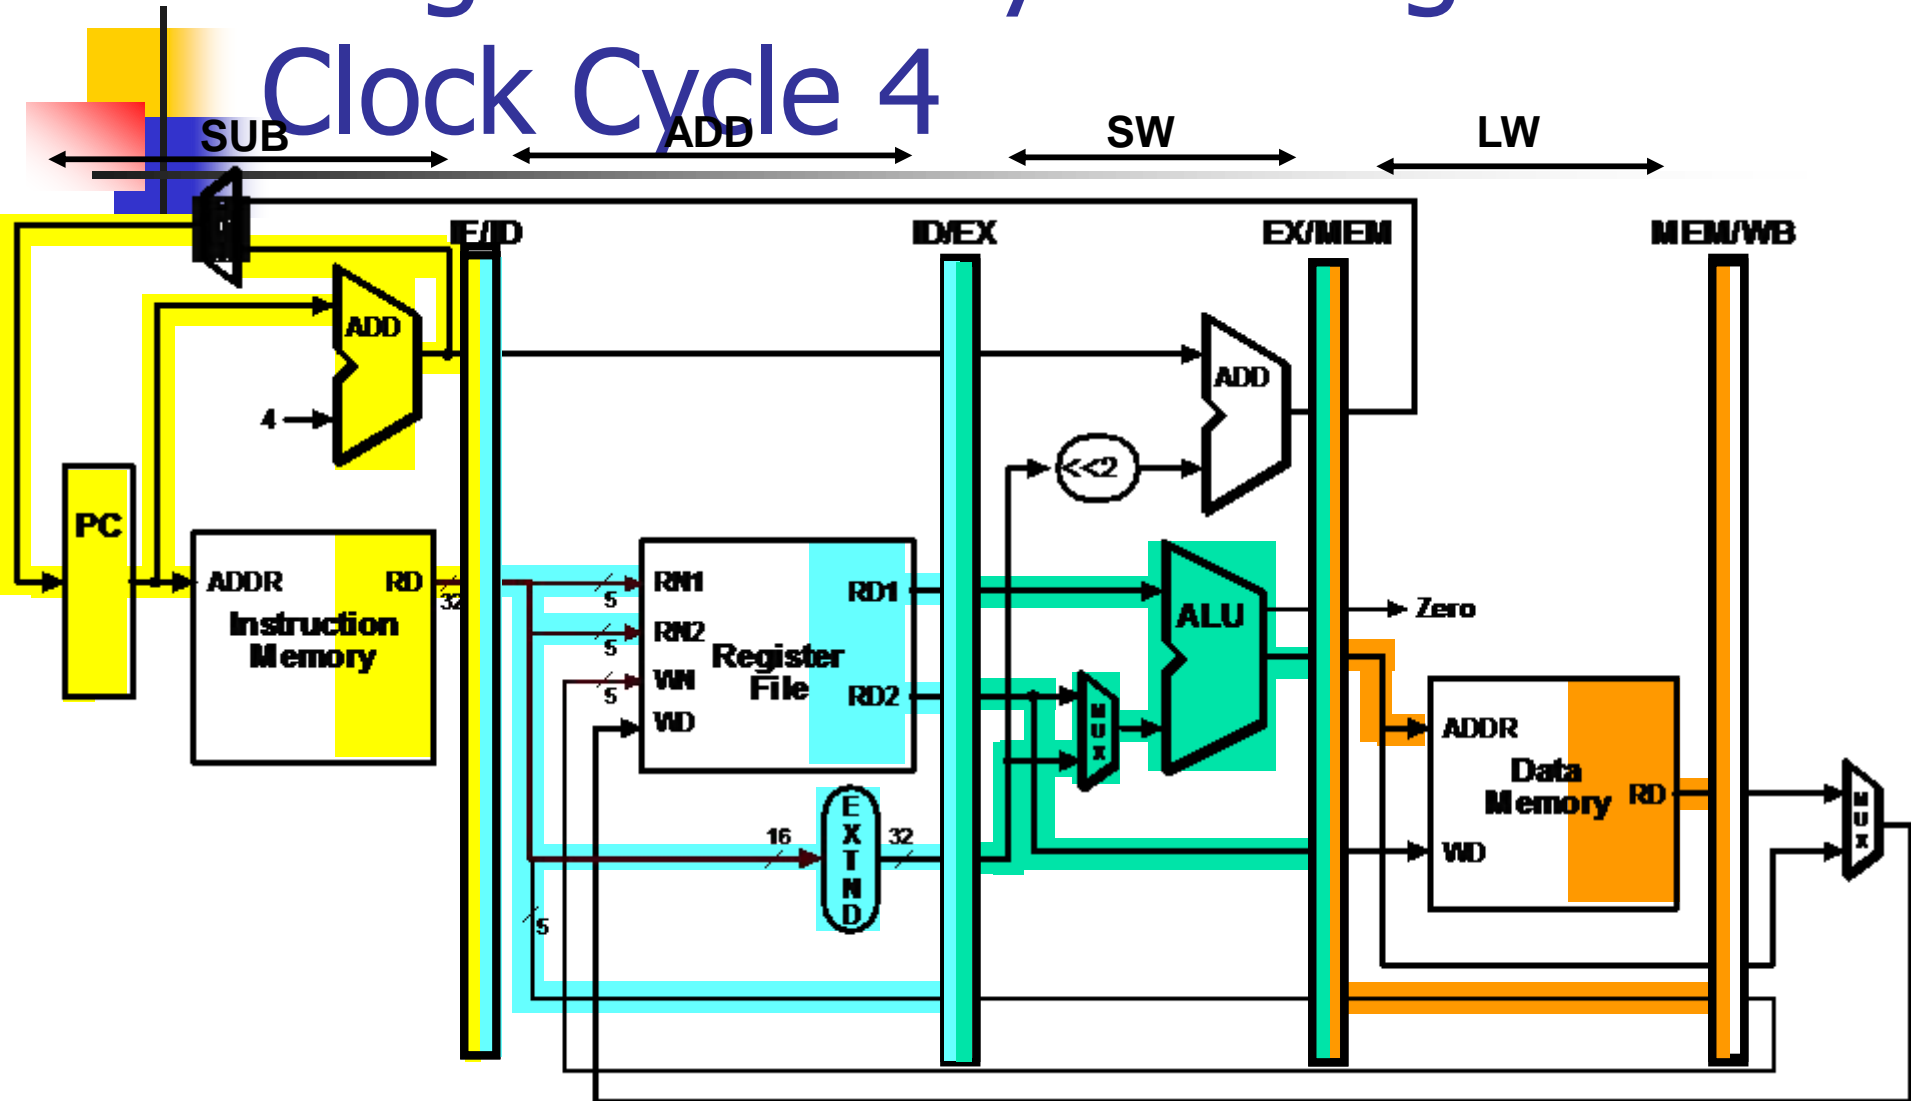 Clock Cycle 4
SUB
ADD
SW
LW
IF/ID
ID/EX
EX/MEM
MEM/WB
ADD
4
PC
ADDR
RD
Instruction
Memory
32
5
5
5
RN1
RN2
WN
WD
Register
File
RD1
RD2
16
EXTND
32
5
<<2
ADD
MUX
ALU
Zero
ADDR
Data
Memory
RD
WD
MUX